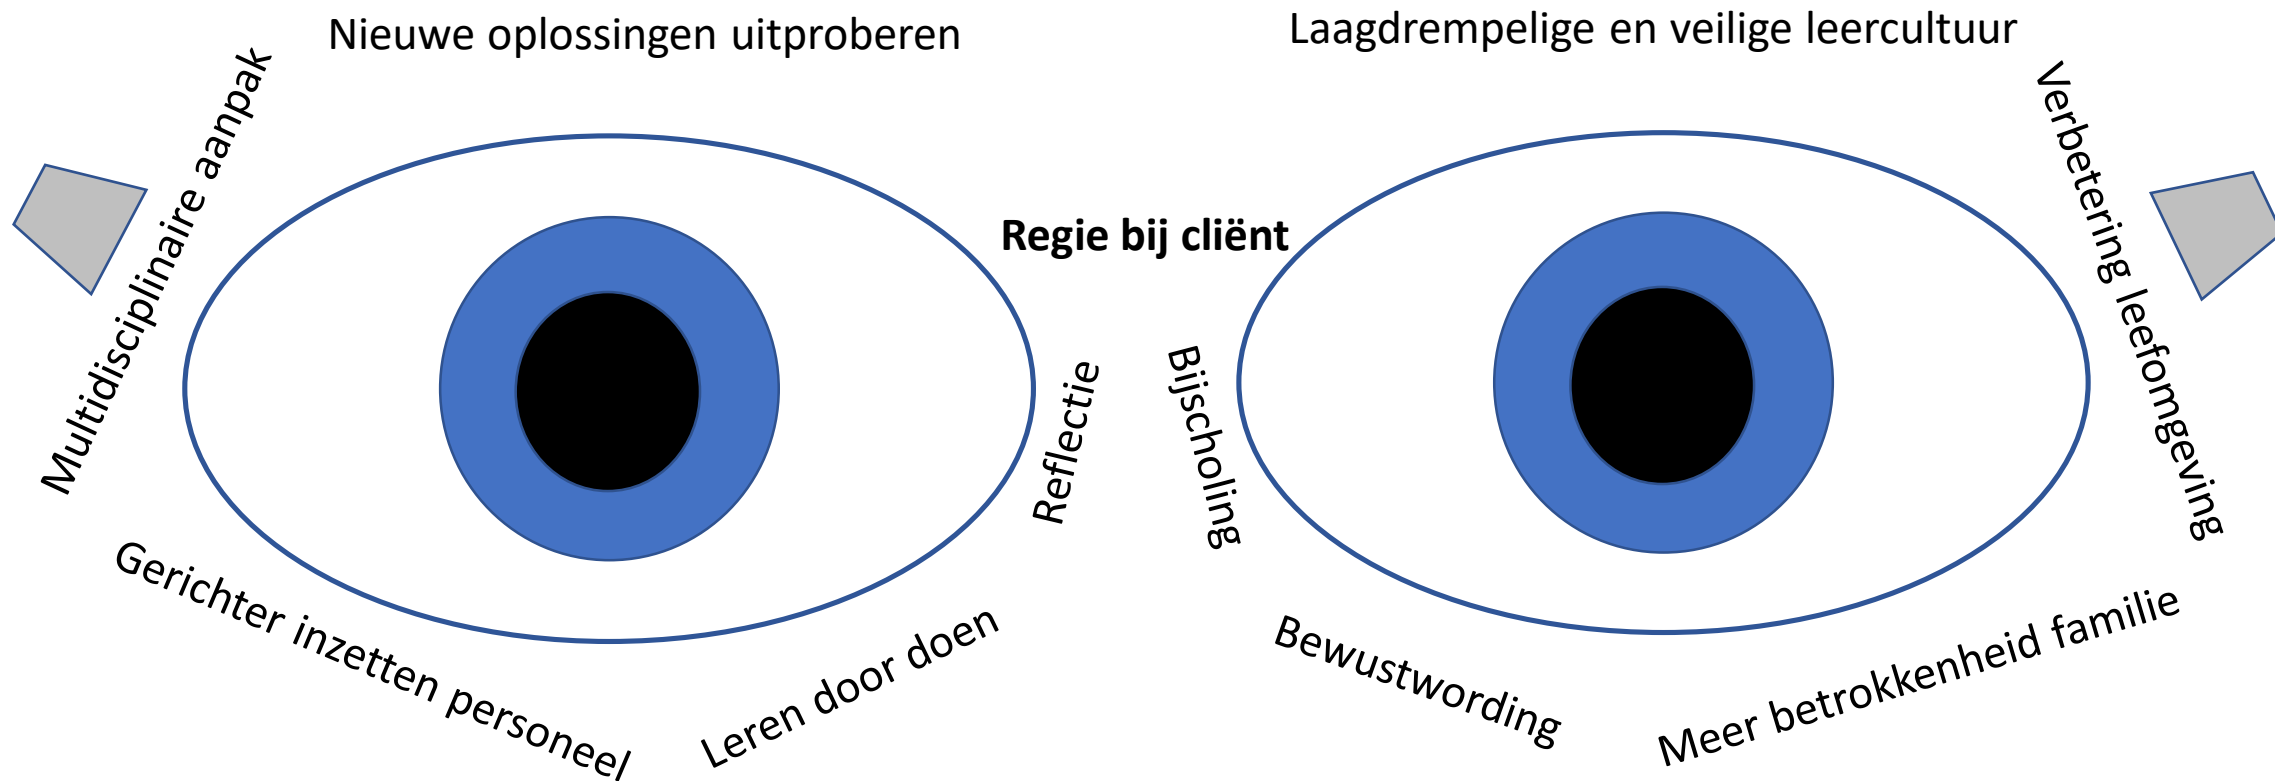 Nieuwe oplossingen uitproberen
Laagdrempelige en veilige leercultuur
Multidisciplinaire aanpak
Verbetering leefomgeving
Regie bij cliënt
Reflectie
Bijscholing
Gerichter inzetten personeel
Leren door doen
Bewustwording
Meer betrokkenheid familie